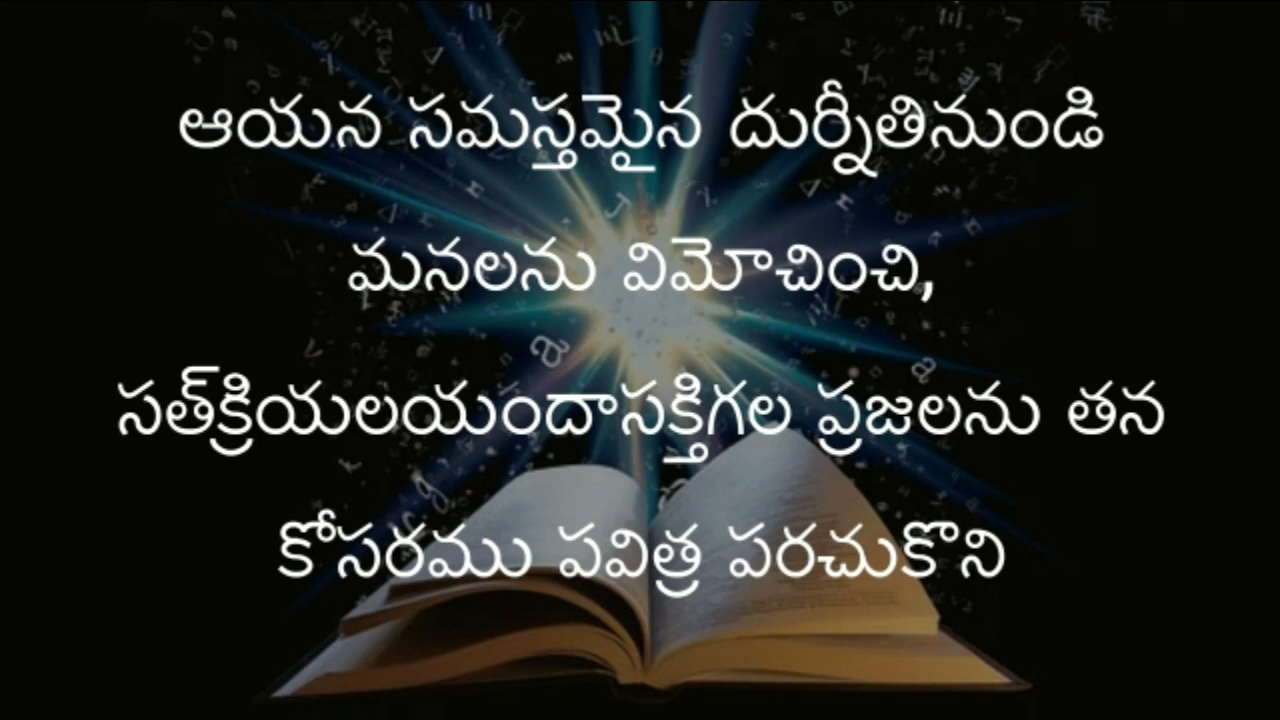 ఆయన సమస్తమైన దుర్నీతినుండి
మనలను విమోచించి,
సత్‌క్రియలయందాసక్తిగల ప్రజలను తన
కోసరము పవిత్ర పరచుకొని